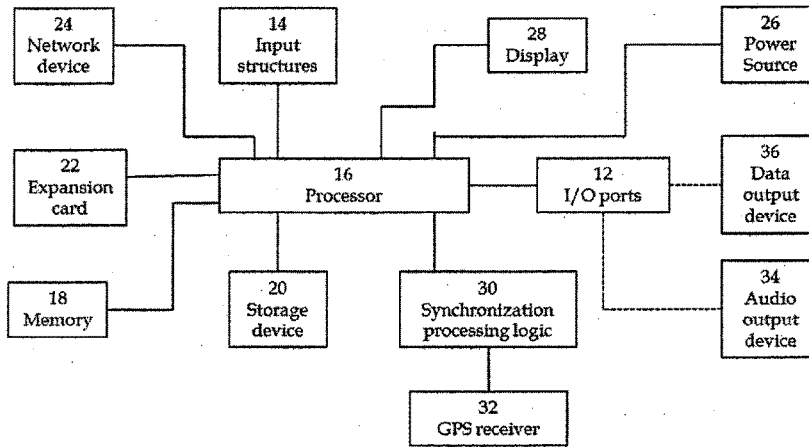 24
Network
device
14
Input
structures
28
Display
26
Power
Source
22
Expansion
card
16
Processor
12
I/O ports
36
Data
output
device
18
Memory
20
Storage
device
30
Synchronization
processing logic
34
Audio
output
device
32
GPS receiver